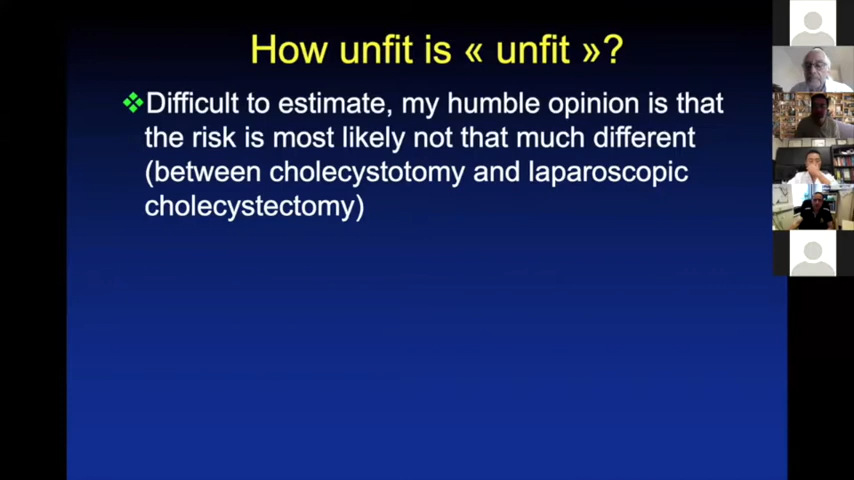 How unfit is « unfit »?
❖Difficult to estimate, my humble opinion is that
the risk is most likely not that much different
(between cholecystotomy and laparoscopic
cholecystectomy)